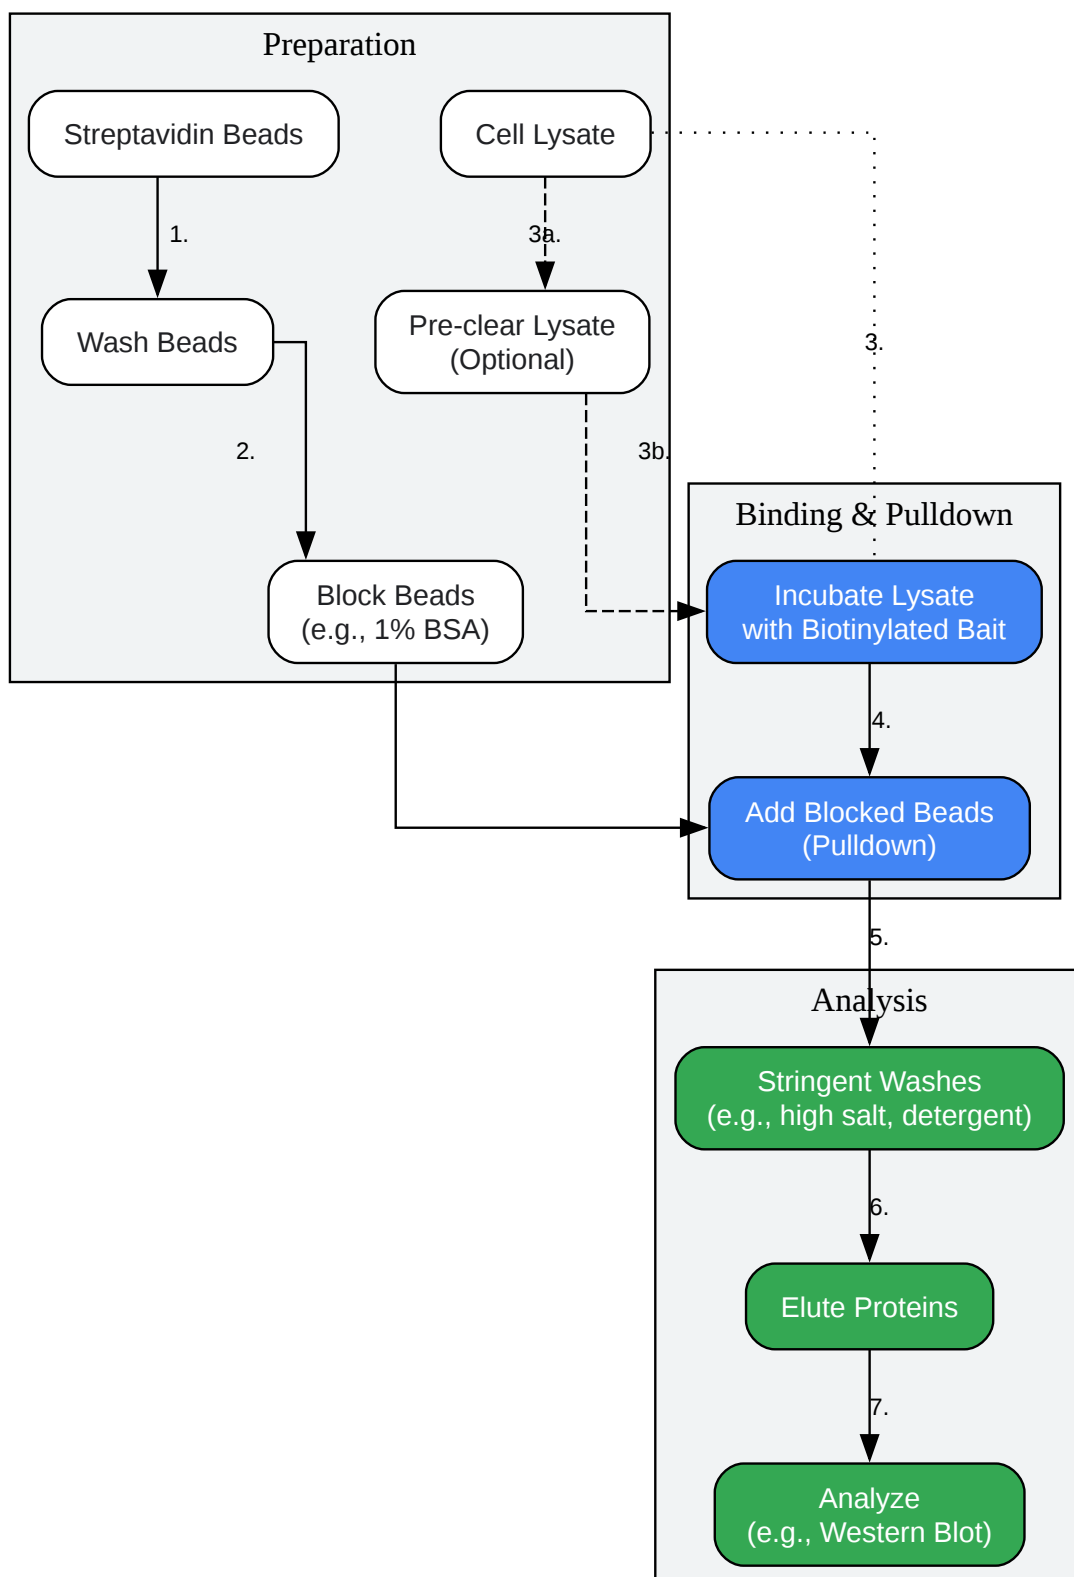 Preparation
Streptavidin Beads
Cell Lysate
1.
3a.
Wash Beads
Pre-clear Lysate
(Optional)
3.
2.
3b.
Binding & Pulldown
Block Beads
(e.g., 1% BSA)
Incubate Lysate
with Biotinylated Bait
4.
Add Blocked Beads
(Pulldown)
5.
Analysis
Stringent Washes
(e.g., high salt, detergent)
6.
Elute Proteins
7.
Analyze
(e.g., Western Blot)